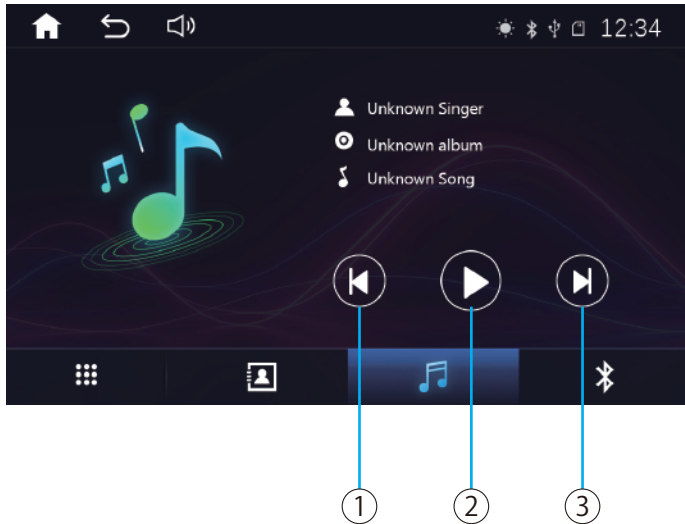 12:34
Unknown Singer
Unknown album
Unknown Song
① ② ③